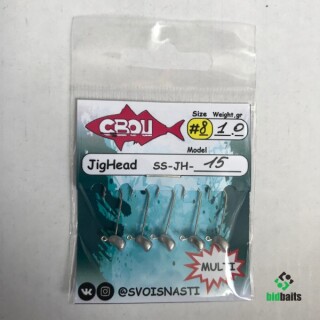 СВОИ
Size Weight,gr
#8 1.0
Model
JigHead SS-JH- 15
MULTI
@SVOISNASTI
bidbaits